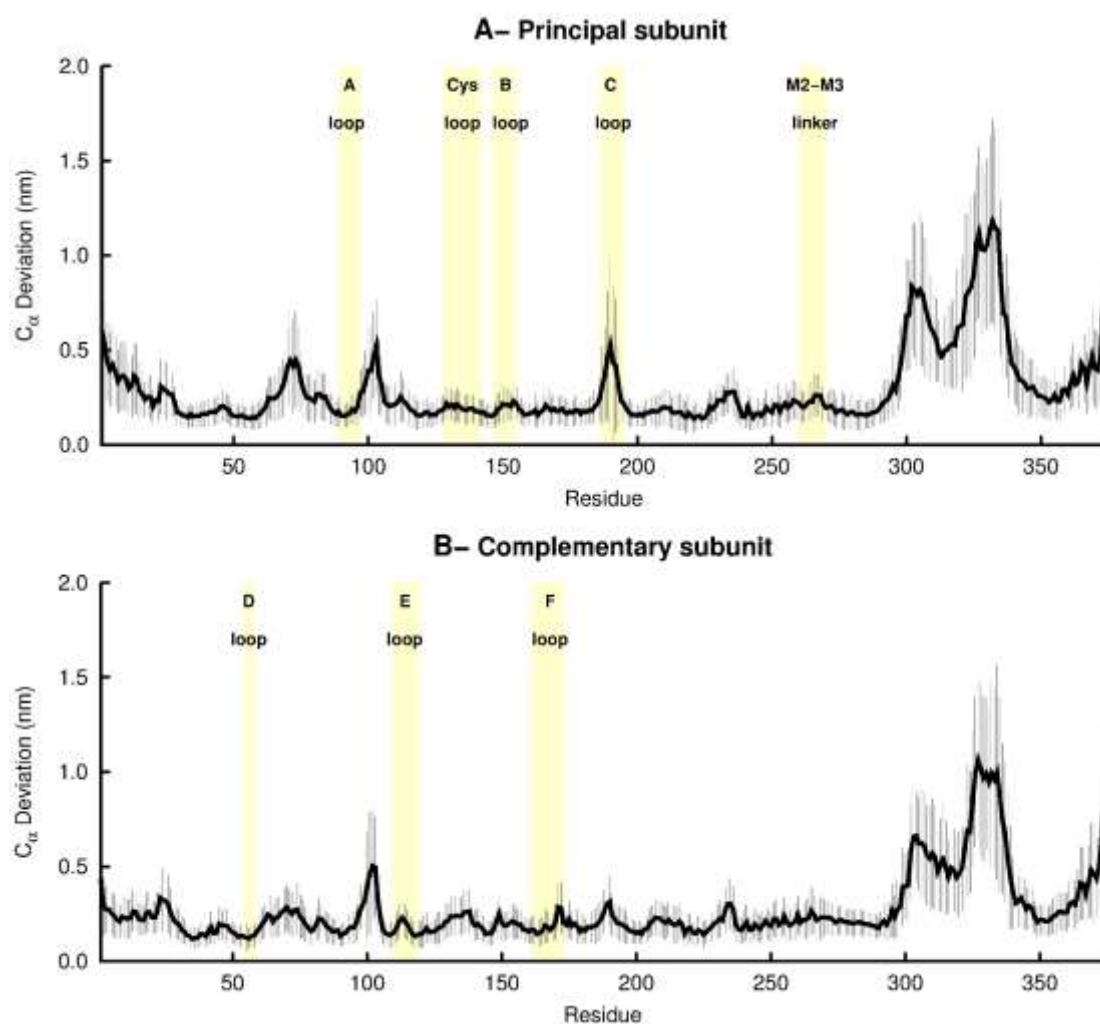 A– Principal subunit
2.0
1.5
1.0
0.5
0.0
Cα Deviation (nm)
A
loop
Cys
loop
B
loop
C
loop
M2–M3
linker
50 100 150 200 250 300 350
Residue
B– Complementary subunit
2.0
1.5
1.0
0.5
0.0
Cα Deviation (nm)
D
loop
E
loop
F
loop
50 100 150 200 250 300 350
Residue